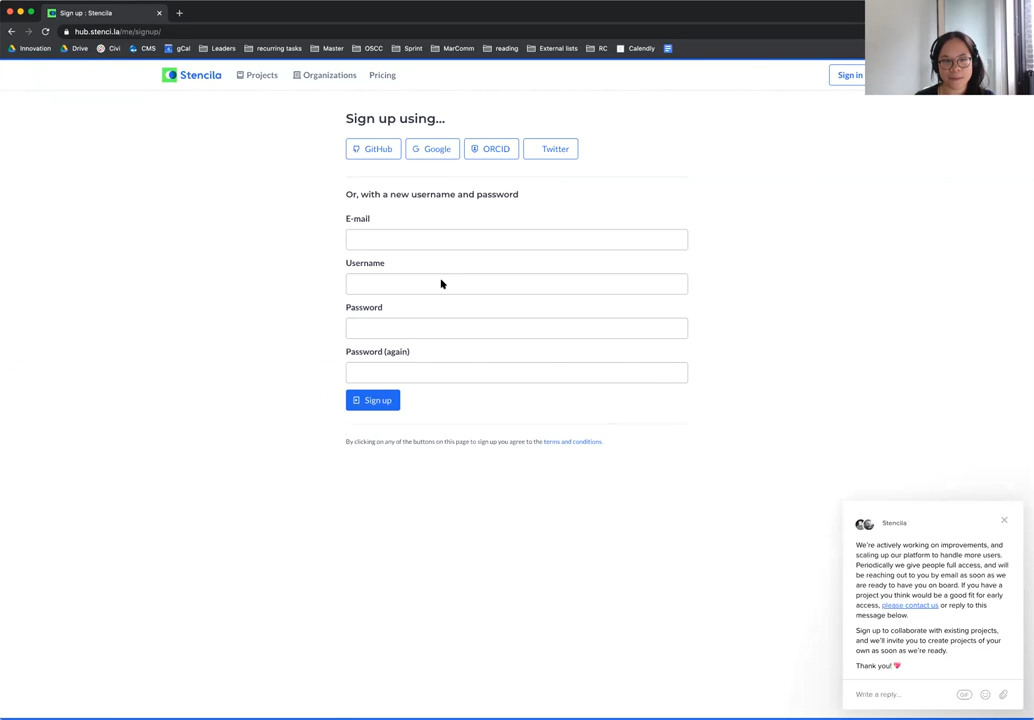 Sign up : Stencila
hub.stenci.la/me/signup/
Innovation Drive Civi CMS gCal Leaders recurring tasks Master OSCC Sprint MarComm reading External lists RC Calendly
Stencila Projects Organizations Pricing Sign in
Sign up using...
GitHub Google ORCID Twitter
Or, with a new username and password
E-mail
Username
Password
Password (again)
Sign up
By clicking on any of the buttons on this page to sign up you agree to the terms and conditions.
Stencila
We're actively working on improvements, and
scaling up our platform to handle more users.
Periodically we give people full access, and will
be reaching out to you by email as soon as we
are ready to have you on board. If you have a
project you think would be a good fit for early
access, please contact us or reply to this
message below.
Sign up to collaborate with existing projects,
and we'll invite you to create projects of your
own as soon as we're ready.
Thank you! 💖
Write a reply...
GIF